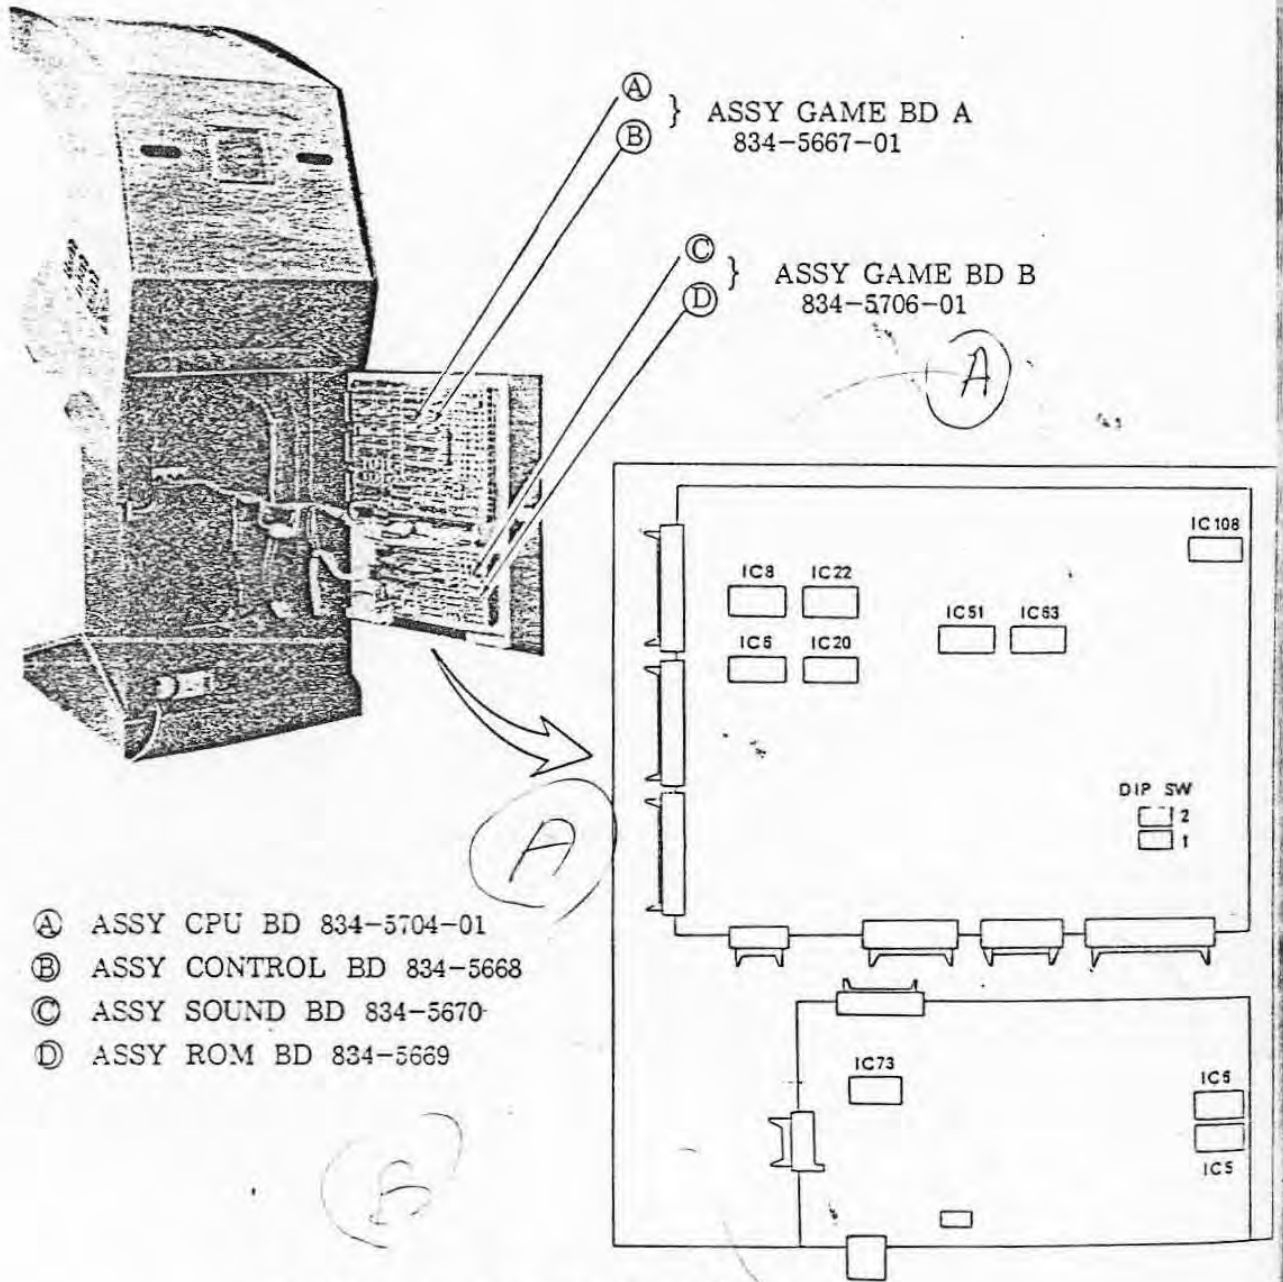 Ⓐ
Ⓑ } ASSY GAME BD A
834-5667-01
Ⓒ
Ⓓ } ASSY GAME BD B
834-5706-01
A
IC108
IC8 IC22
IC51 IC63
IC6 IC20
DIP SW
2
1
A
Ⓐ ASSY CPU BD 834-5704-01
Ⓑ ASSY CONTROL BD 834-5668
Ⓒ ASSY SOUND BD 834-5670
Ⓓ ASSY ROM BD 834-5669
IC73
IC6
IC5